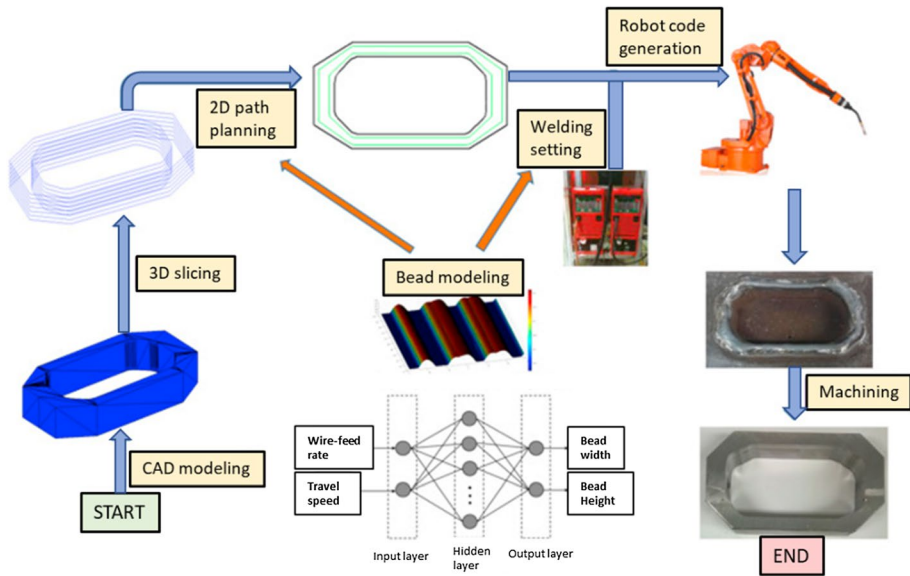 Robot code
generation
2D path
planning
Welding
setting
3D slicing
Bead modeling
Machining
Wire-feed
rate
Bead
width
CAD modeling
Travel
speed
Bead
Height
START
Input layer
Hidden
layer
Output layer
END